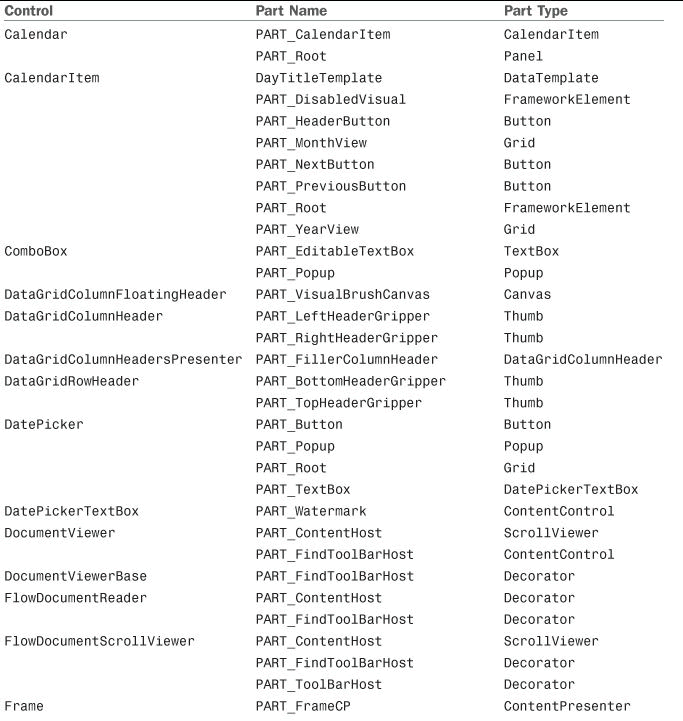 Control Part Name Part Type
Calendar PART_CalendarItem CalendarItem
PART_Root Panel
CalendarItem DayTitleTemplate DataTemplate
PART_DisabledVisual FrameworkElement
PART_HeaderButton Button
PART_MonthView Grid
PART_NextButton Button
PART_PreviousButton Button
PART_Root FrameworkElement
PART_YearView Grid
ComboBox PART_EditableTextBox TextBox
PART_Popup Popup
DataGridColumnFloatingHeader PART_VisualBrushCanvas Canvas
DataGridColumnHeader PART_LeftHeaderGripper Thumb
PART_RightHeaderGripper Thumb
DataGridColumnHeadersPresenter PART_FillerColumnHeader DataGridColumnHeader
DataGridRowHeader PART_BottomHeaderGripper Thumb
PART_TopHeaderGripper Thumb
DatePicker PART_Button Button
PART_Popup Popup
PART_Root Grid
PART_TextBox DatePickerTextBox
DatePickerTextBox PART_Watermark ContentControl
DocumentViewer PART_ContentHost ScrollViewer
PART_FindToolBarHost ContentControl
DocumentViewerBase PART_FindToolBarHost Decorator
FlowDocumentReader PART_ContentHost Decorator
PART_FindToolBarHost Decorator
FlowDocumentScrollViewer PART_ContentHost ScrollViewer
PART_FindToolBarHost Decorator
PART_ToolBarHost Decorator
Frame PART_FrameCP ContentPresenter